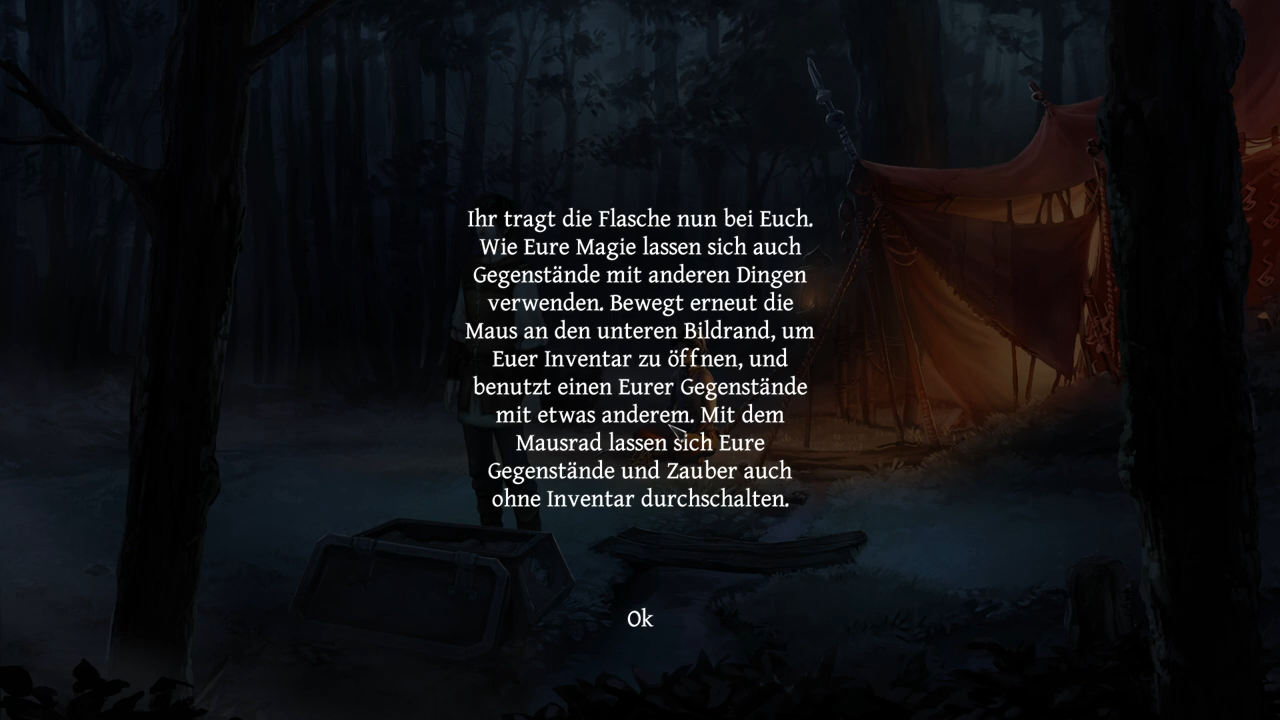 Ihr tragt die Flasche nun bei Euch.
Wie Eure Magie lassen sich auch
Gegenstände mit anderen Dingen
verwenden. Bewegt erneut die
Maus an den unteren Bildrand, um
Euer Inventar zu öffnen, und
benutzt einen Eurer Gegenstände
mit etwas anderem. Mit dem
Mausrad lassen sich Eure
Gegenstände und Zauber auch
ohne Inventar durchschalten.
Ok